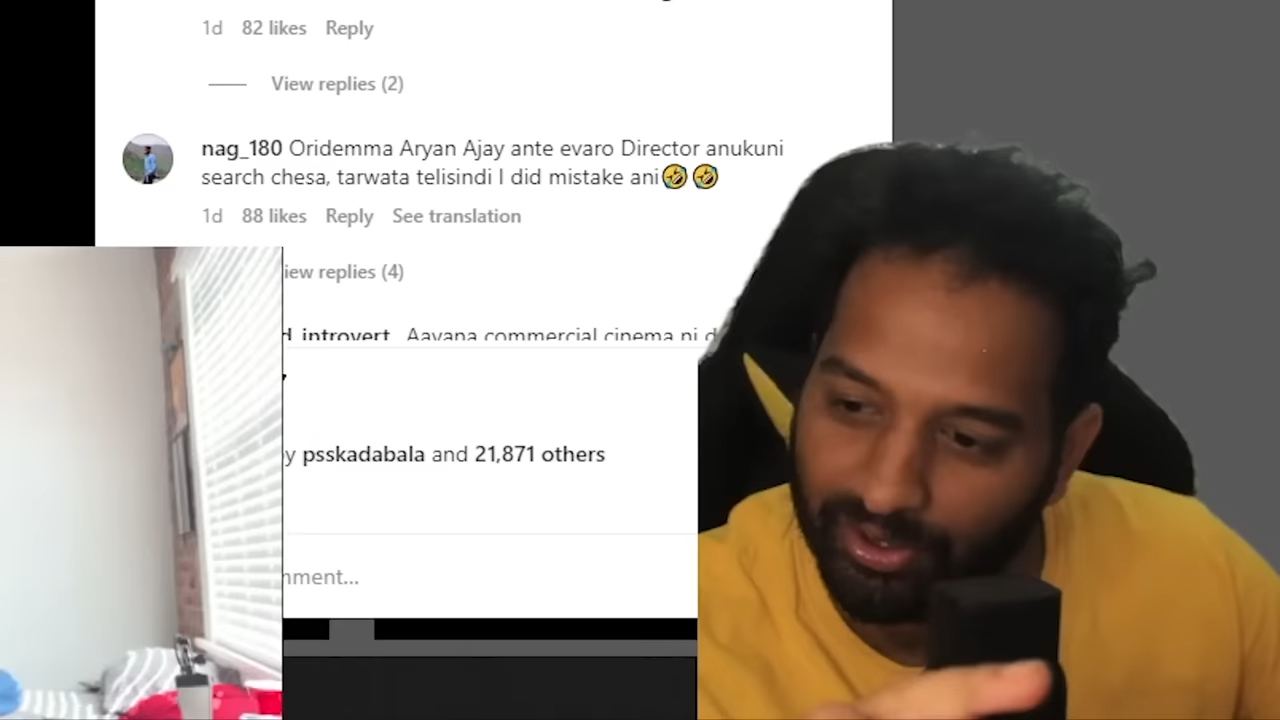 1d 82 likes Reply
View replies (2)
nag_180 Oridemma Aryan Ajay ante evaro Director anukuni
search chesa, tarwata telisindi I did mistake ani🤣🤣
1d 88 likes Reply See translation
iew replies (4)
d_introvert Aayana commercial cinema ni d
y psskadabala and 21,871 others
mment...